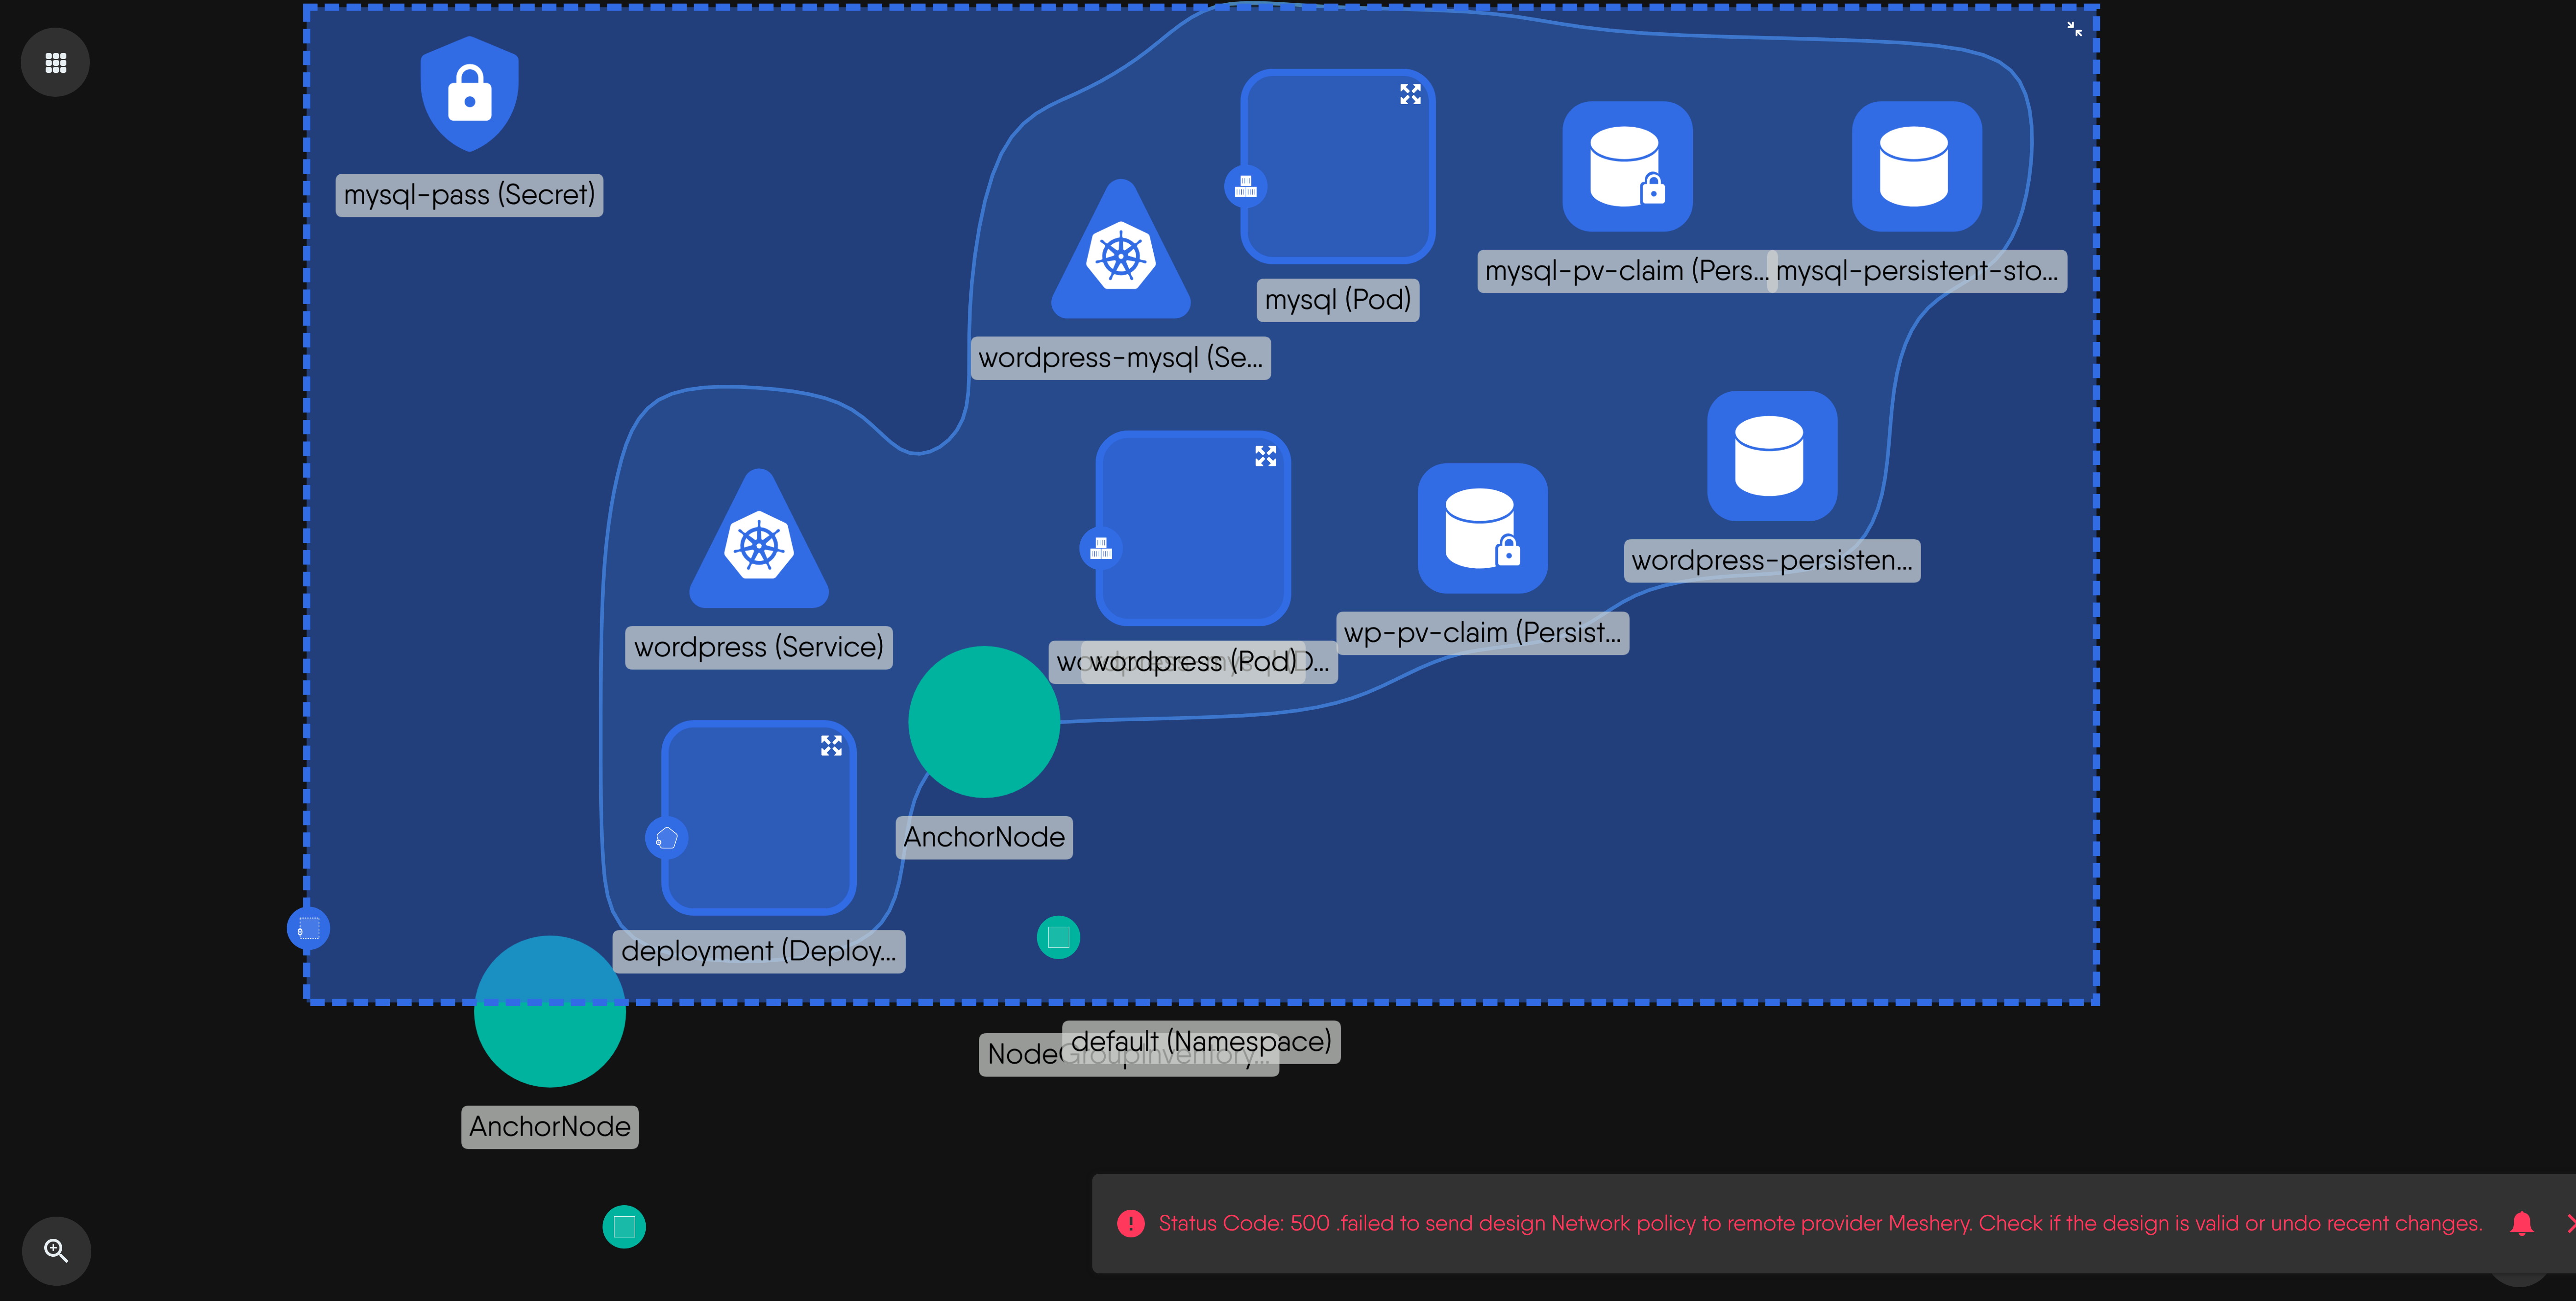 mysql-pass (Secret)
mysql (Pod)
mysql-pv-claim (Pers...
mysql-persistent-sto...
wordpress-mysql (Se...
wordpress (Service)
wordpress (Pod)
wp-pv-claim (Persist...
wordpress-persisten...
AnchorNode
deployment (Deploy...
default (Namespace)
NodeGroupInventory...
AnchorNode
Status Code: 500 .failed to send design Network policy to remote provider Meshery. Check if the design is valid or undo recent changes.